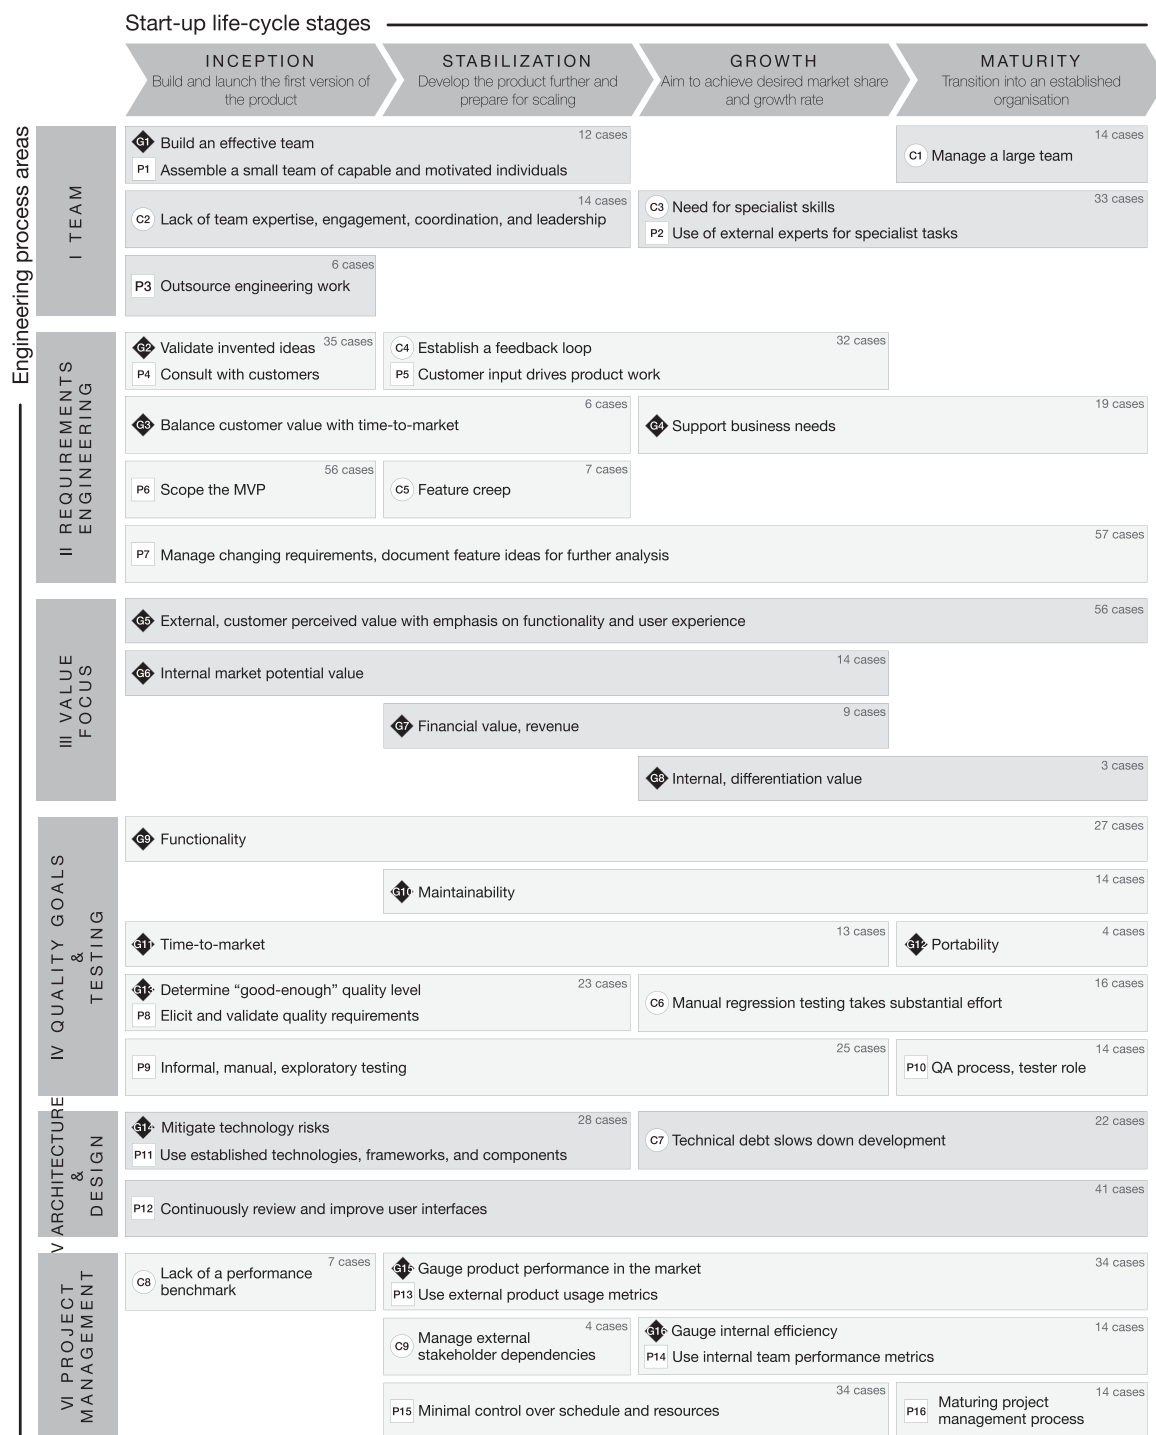 Start-up life-cycle stages
INCEPTION
Build and launch the first version of
the product
STABILIZATION
Develop the product further and
prepare for scaling
GROWTH
Aim to achieve desired market share
and growth rate
MATURITY
Transition into an established
organisation
Engineering process areas
I TEAM
G1 Build an effective team
12 cases
P1 Assemble a small team of capable and motivated individuals
14 cases
C1 Manage a large team
14 cases
C2 Lack of team expertise, engagement, coordination, and leadership
C3 Need for specialist skills
33 cases
P2 Use of external experts for specialist tasks
6 cases
P3 Outsource engineering work
II REQUIREMENTS
ENGINEERING
G2 Validate invented ideas
35 cases
P4 Consult with customers
C4 Establish a feedback loop
32 cases
P5 Customer input drives product work
6 cases
G3 Balance customer value with time-to-market
19 cases
G4 Support business needs
56 cases
P6 Scope the MVP
7 cases
C5 Feature creep
57 cases
P7 Manage changing requirements, document feature ideas for further analysis
III VALUE
FOCUS
56 cases
G5 External, customer perceived value with emphasis on functionality and user experience
14 cases
G6 Internal market potential value
9 cases
G7 Financial value, revenue
3 cases
G8 Internal, differentiation value
IV QUALITY GOALS
&
TESTING
27 cases
G9 Functionality
14 cases
G10 Maintainability
13 cases
G11 Time-to-market
4 cases
G12 Portability
G13 Determine “good-enough” quality level
23 cases
P8 Elicit and validate quality requirements
16 cases
C6 Manual regression testing takes substantial effort
25 cases
P9 Informal, manual, exploratory testing
14 cases
P10 QA process, tester role
V ARCHITECTURE
&
DESIGN
G14 Mitigate technology risks
28 cases
P11 Use established technologies, frameworks, and components
22 cases
C7 Technical debt slows down development
41 cases
P12 Continuously review and improve user interfaces
VI PROJECT
MANAGEMENT
7 cases
C8 Lack of a performance
benchmark
G15 Gauge product performance in the market
34 cases
P13 Use external product usage metrics
4 cases
C9 Manage external
stakeholder dependencies
G16 Gauge internal efficiency
14 cases
P14 Use internal team performance metrics
34 cases
P15 Minimal control over schedule and resources
14 cases
P16 Maturing project
management process